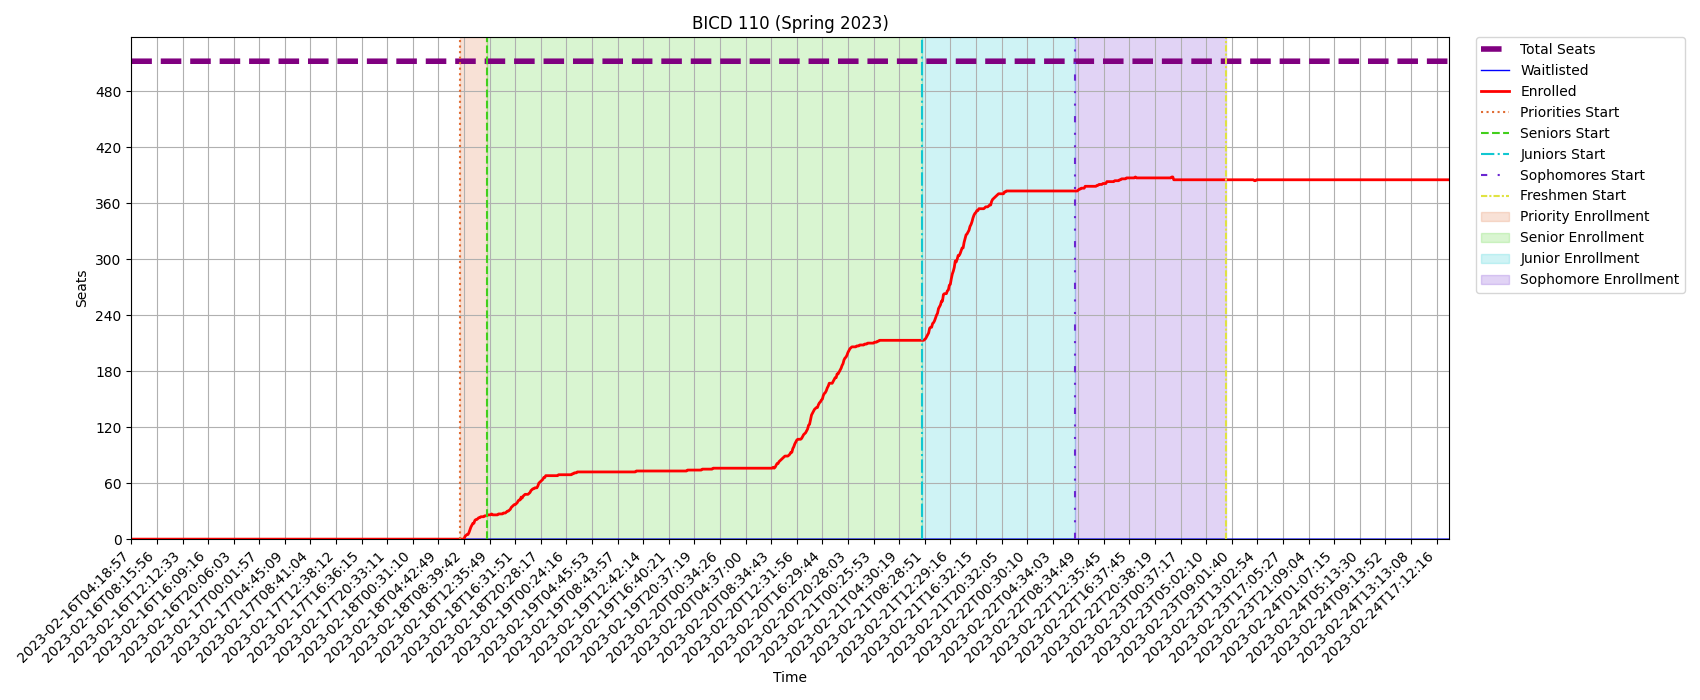 BICD 110 (Spring 2023)
Seats
480
420
360
300
240
180
120
60
0
2023-02-16T04:18:57
2023-02-16T08:15:56
2023-02-16T12:12:33
2023-02-16T16:09:16
2023-02-16T20:06:03
2023-02-17T00:01:57
2023-02-17T04:45:09
2023-02-17T08:41:04
2023-02-17T12:38:12
2023-02-17T16:36:15
2023-02-17T20:33:11
2023-02-18T00:31:10
2023-02-18T04:42:49
2023-02-18T08:39:42
2023-02-18T12:35:49
2023-02-18T16:31:51
2023-02-18T20:28:17
2023-02-19T00:24:16
2023-02-19T04:45:53
2023-02-19T08:43:57
2023-02-19T12:42:14
2023-02-19T16:40:21
2023-02-19T20:37:19
2023-02-20T00:34:26
2023-02-20T04:37:00
2023-02-20T08:34:43
2023-02-20T12:31:56
2023-02-20T16:29:44
2023-02-20T20:28:03
2023-02-21T00:25:53
2023-02-21T04:30:19
2023-02-21T08:28:51
2023-02-21T12:29:16
2023-02-21T16:32:15
2023-02-21T20:32:05
2023-02-22T00:30:10
2023-02-22T04:34:03
2023-02-22T08:34:49
2023-02-22T12:35:45
2023-02-22T16:37:45
2023-02-22T20:38:19
2023-02-23T00:37:17
2023-02-23T05:02:10
2023-02-23T09:01:40
2023-02-23T13:02:54
2023-02-23T17:05:27
2023-02-23T21:09:04
2023-02-24T01:07:15
2023-02-24T05:13:30
2023-02-24T09:13:52
2023-02-24T13:13:08
2023-02-24T17:12:16
Time
Total Seats
Waitlisted
Enrolled
Priorities Start
Seniors Start
Juniors Start
Sophomores Start
Freshmen Start
Priority Enrollment
Senior Enrollment
Junior Enrollment
Sophomore Enrollment